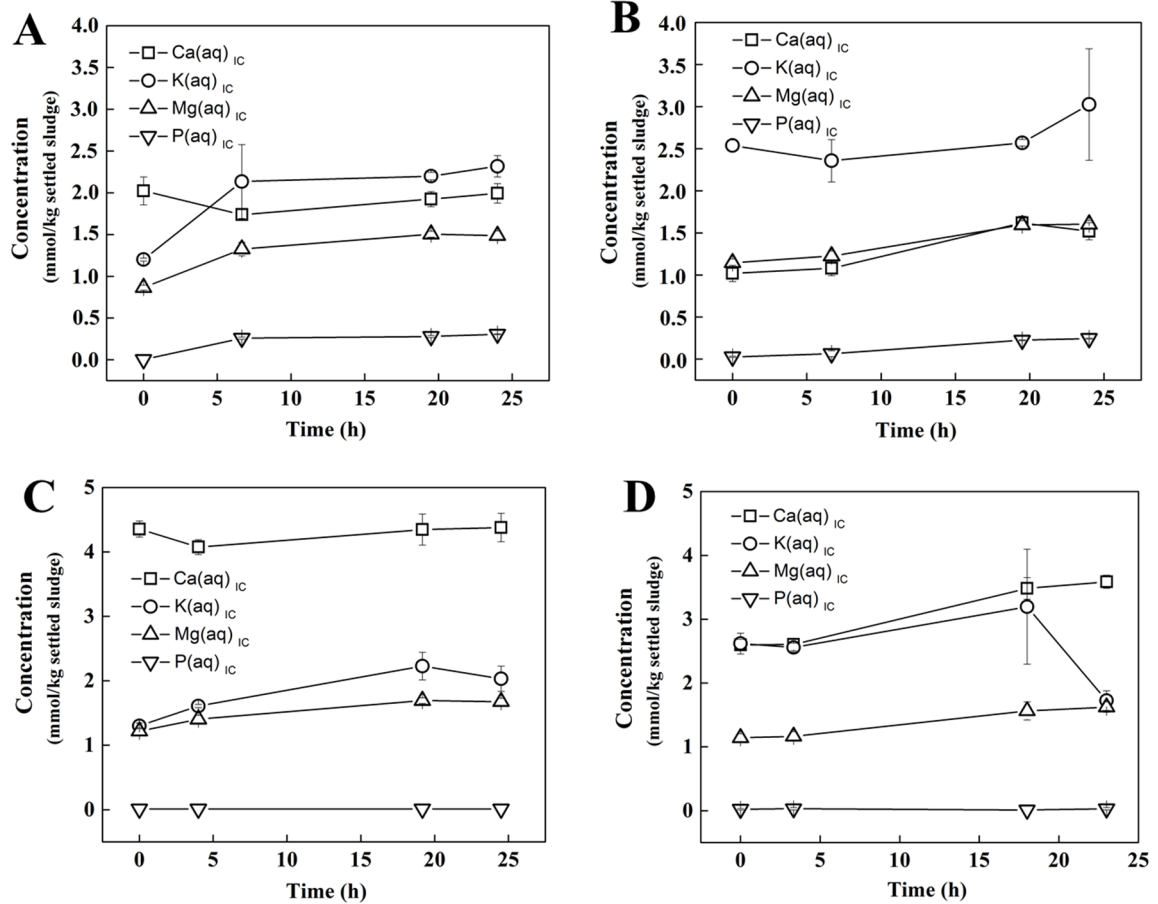 A
4.0
3.5
3.0
2.5
2.0
1.5
1.0
0.5
0.0
Concentration
(mmol/kg settled sludge)
Ca(aq) IC
K(aq) IC
Mg(aq) IC
P(aq) IC
0 5 10 15 20 25
Time (h)
B
4.0
3.5
3.0
2.5
2.0
1.5
1.0
0.5
0.0
Concentration
(mmol/kg settled sludge)
Ca(aq) IC
K(aq) IC
Mg(aq) IC
P(aq) IC
0 5 10 15 20 25
Time (h)
C
5
4
3
2
1
0
Concentration
(mmol/kg settled sludge)
Ca(aq) IC
K(aq) IC
Mg(aq) IC
P(aq) IC
0 5 10 15 20 25
Time (h)
D
5
4
3
2
1
0
Concentration
(mmol/kg settled sludge)
Ca(aq) IC
K(aq) IC
Mg(aq) IC
P(aq) IC
0 5 10 15 20 25
Time (h)